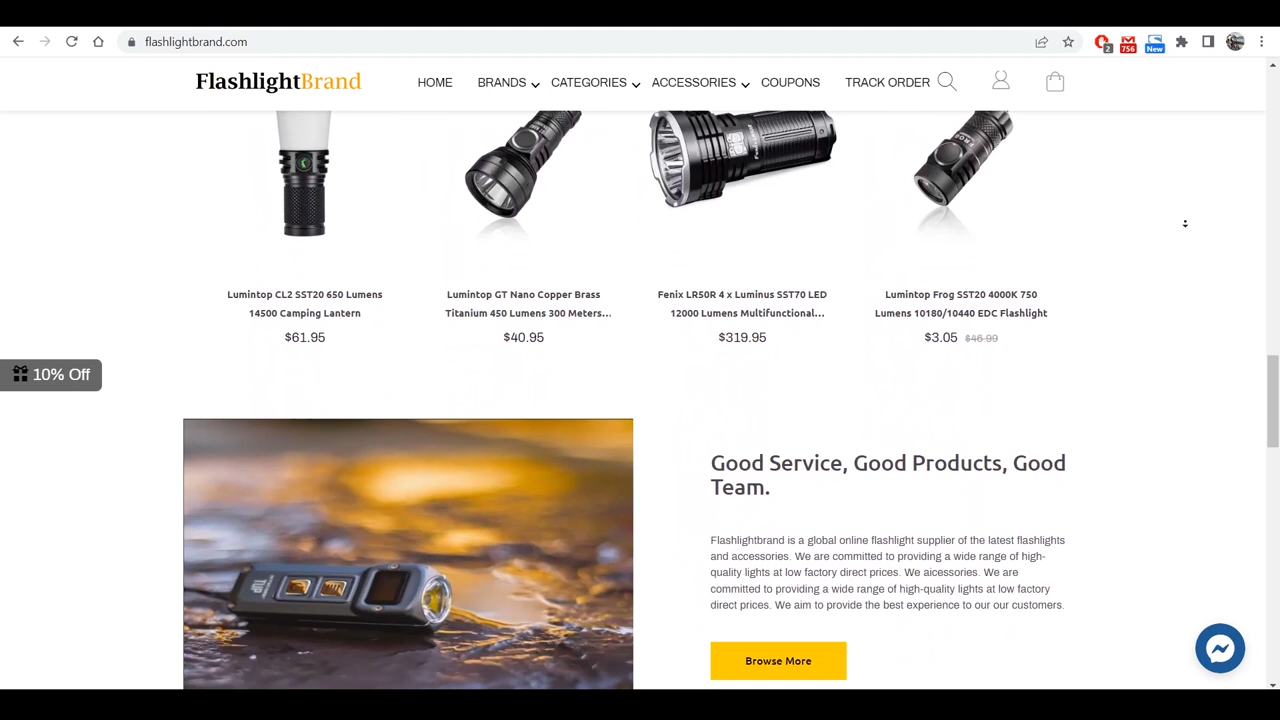 flashlightbrand.com
2
756
New
FlashlightBrand
HOME BRANDS CATEGORIES ACCESSORIES COUPONS TRACK ORDER
Lumintop CL2 SST20 650 Lumens
14500 Camping Lantern
$61.95
Lumintop GT Nano Copper Brass
Titanium 450 Lumens 300 Meters...
$40.95
Fenix LR50R 4 x Luminus SST70 LED
12000 Lumens Multifunctional...
$319.95
Lumintop Frog SST20 4000K 750
Lumens 10180/10440 EDC Flashlight
$3.05 $46.99
10% Off
TUP
Good Service, Good Products, Good
Team.
Flashlightbrand is a global online flashlight supplier of the latest flashlights
and accessories. We are committed to providing a wide range of high-
quality lights at low factory direct prices. We aicessories. We are
committed to providing a wide range of high-quality lights at low factory
direct prices. We aim to provide the best experience to our our customers.
Browse More